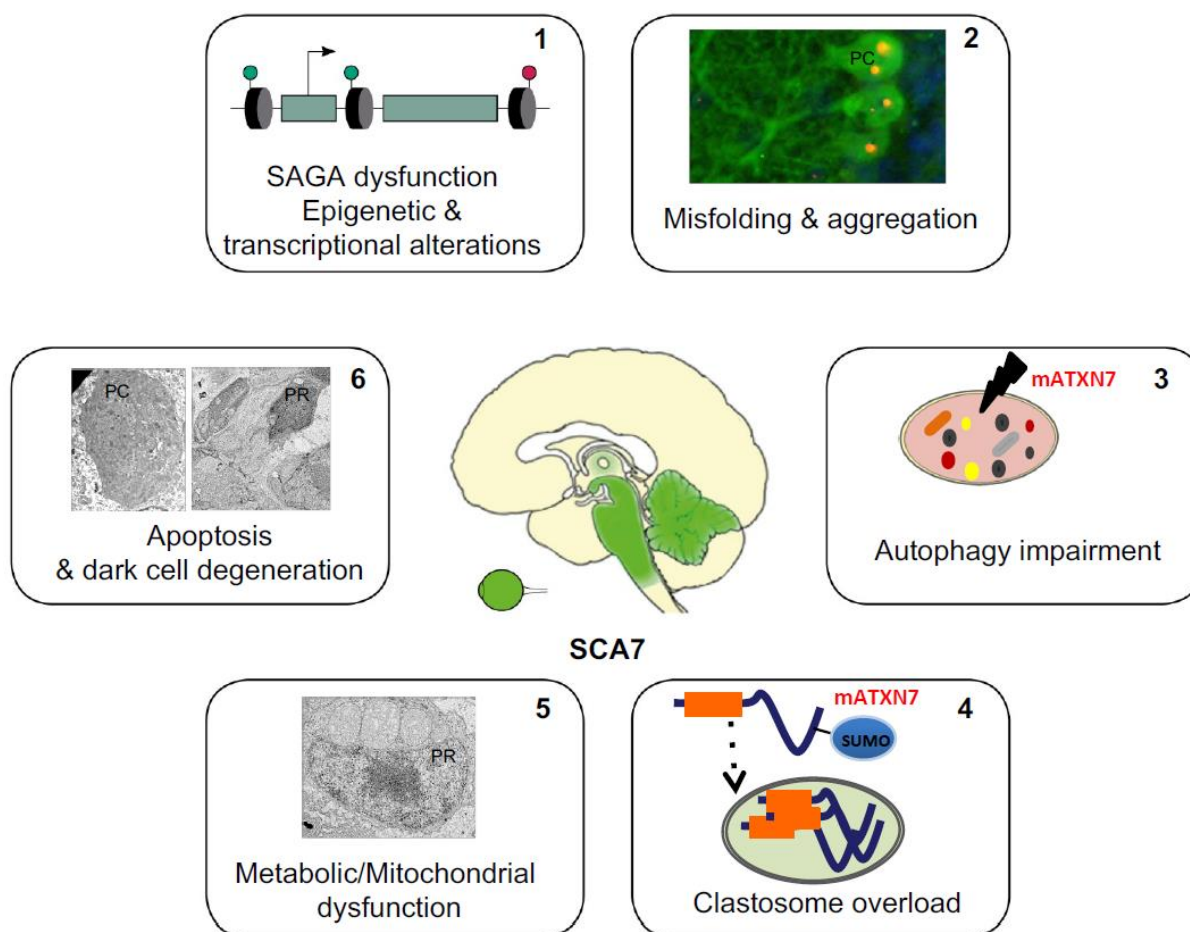 1
SAGA dysfunction
Epigenetic &
transcriptional alterations
2
PC
Misfolding & aggregation
3
mATXN7
Autophagy impairment
4
mATXN7
SUMO
Clastosome overload
5
PR
Metabolic/Mitochondrial
dysfunction
6
PC
PR
Apoptosis
& dark cell degeneration
SCA7